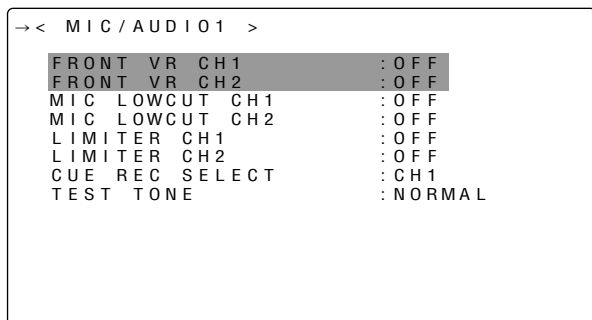 →< MIC/AUDIO1 >
FRONT VR CH1 :OFF
FRONT VR CH2 :OFF
MIC LOWCUT CH1 :OFF
MIC LOWCUT CH2 :OFF
LIMITER CH1 :OFF
LIMITER CH2 :OFF
CUE REC SELECT :CH1
TEST TONE :NORMAL